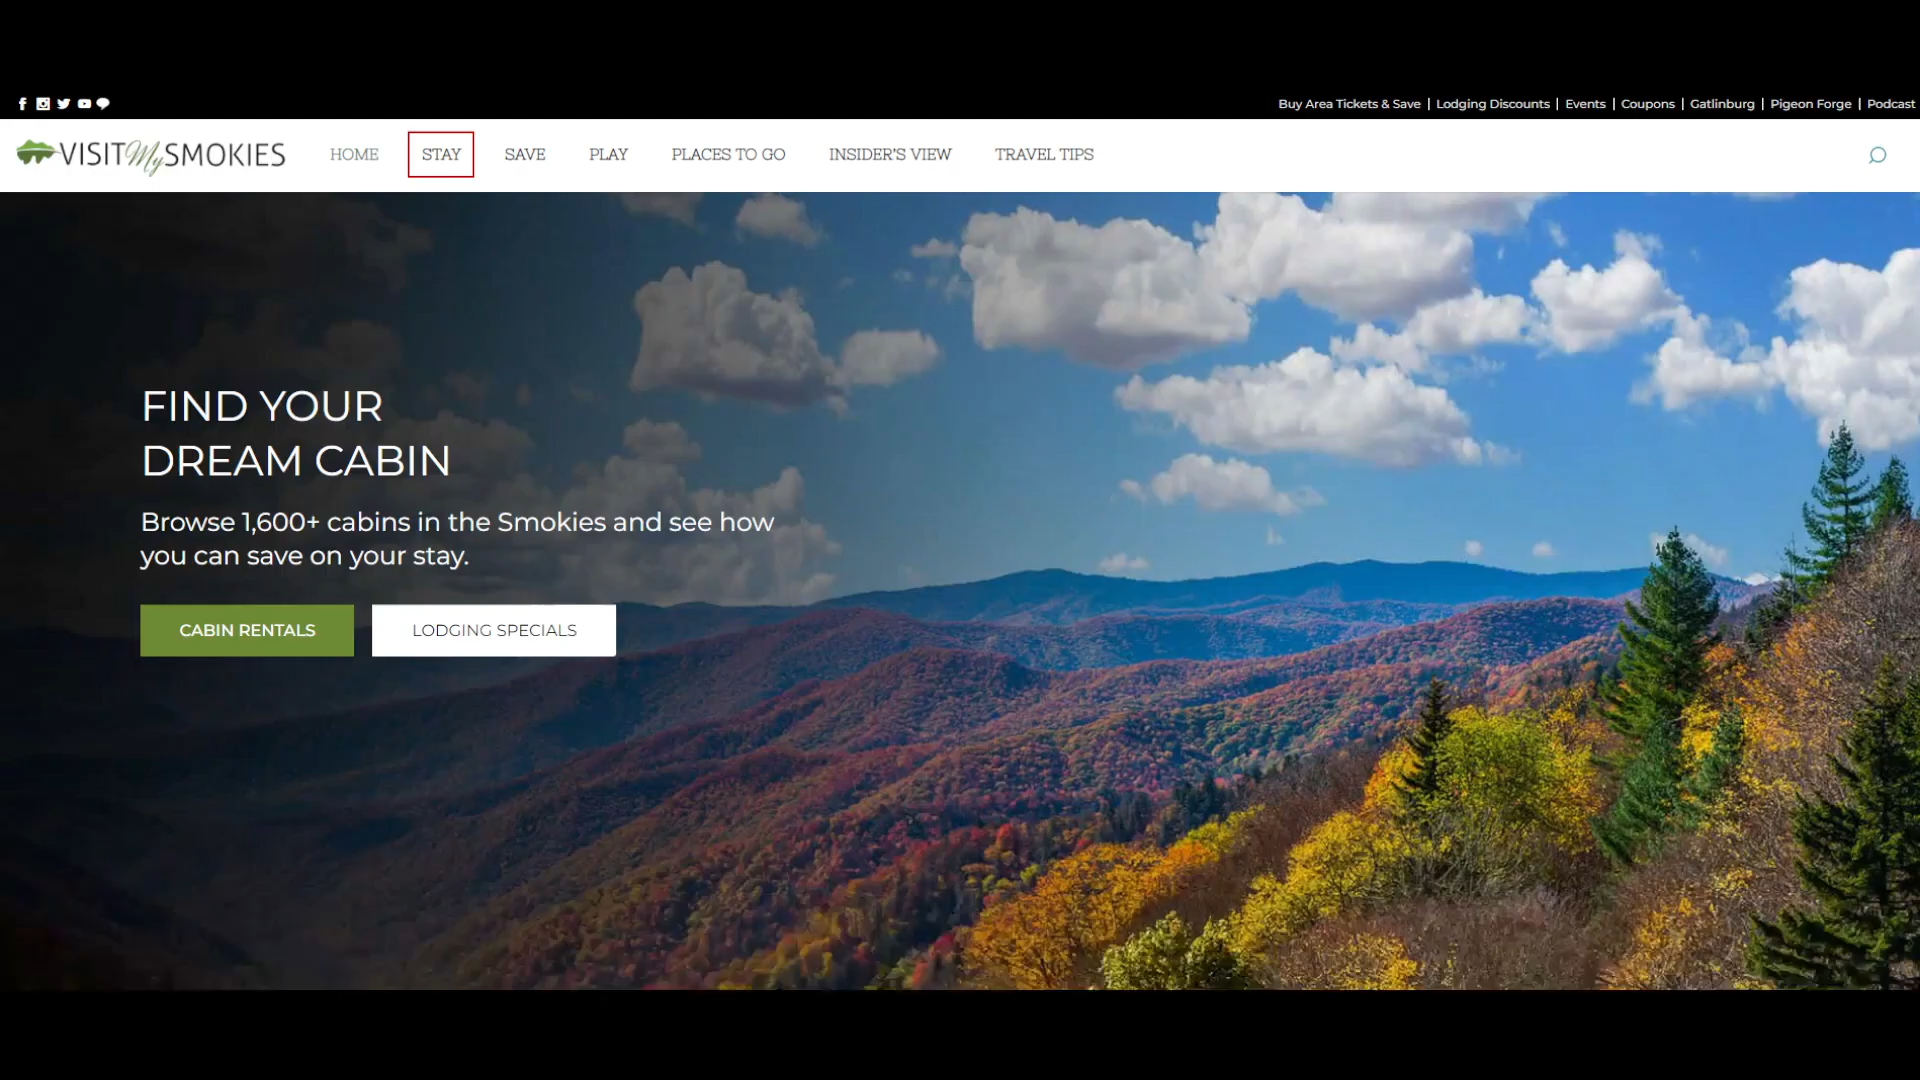 Buy Area Tickets & Save | Lodging Discounts | Events | Coupons | Gatlinburg | Pigeon Forge | Podcast
VISIT My SMOKIES
HOME STAY SAVE PLAY PLACES TO GO INSIDER'S VIEW TRAVEL TIPS
FIND YOUR
DREAM CABIN
Browse 1,600+ cabins in the Smokies and see how
you can save on your stay.
CABIN RENTALS LODGING SPECIALS